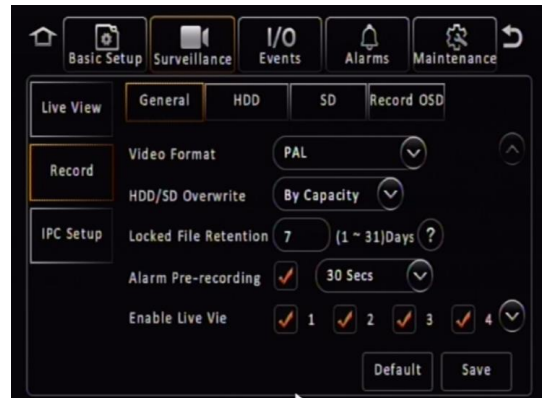 Basic Setup Surveillance I/O Events Alarms Maintenance
Live View General HDD SD Record OSD
Record Video Format PAL
HDD/SD Overwrite By Capacity
IPC Setup Locked File Retention 7 (1 ~ 31)Days ?
Alarm Pre-recording 30 Secs
Enable Live Vie 1 2 3 4
Default Save